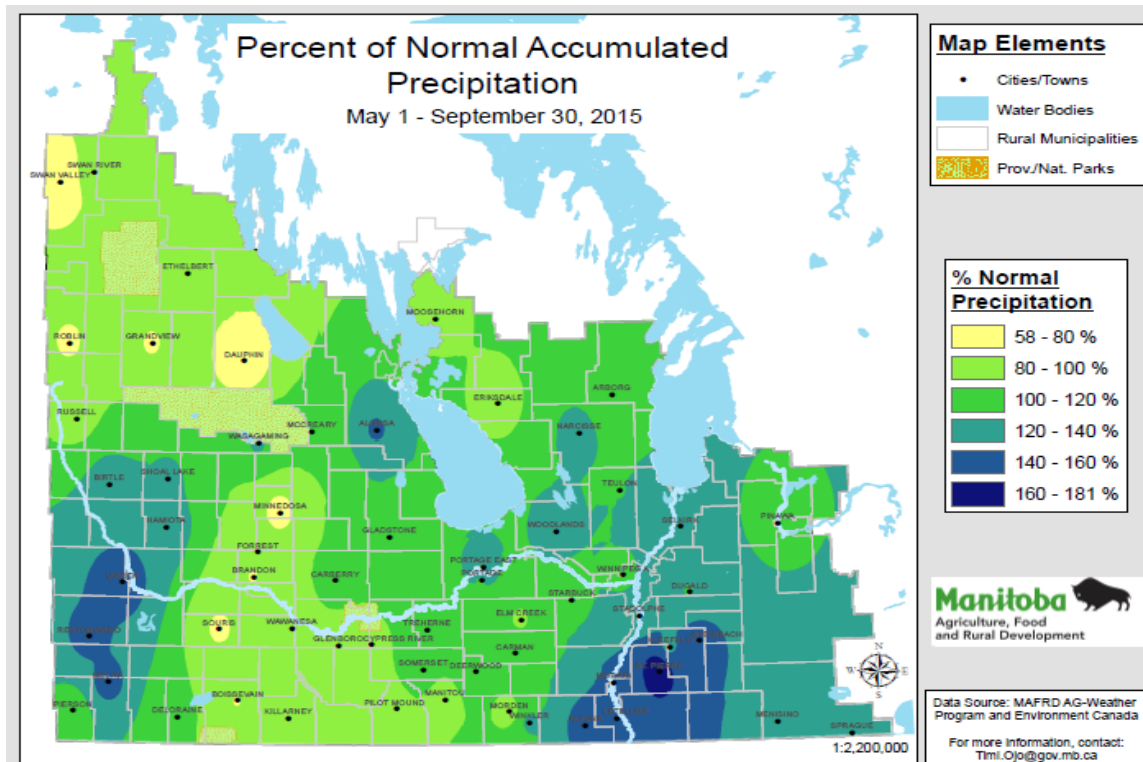 Percent of Normal Accumulated
Precipitation
May 1 - September 30, 2015
Map Elements
Cities/Towns
Water Bodies
Rural Municipalities
Prov./Nat. Parks
% Normal
Precipitation
58 - 80 %
80 - 100 %
100 - 120 %
120 - 140 %
140 - 160 %
160 - 181 %
Manitoba
Agriculture, Food
and Rural Development
N
W
E
S
Data Source: MAFRD AG-Weather
Program and Environment Canada
For more information, contact:
Timi.Ojo@gov.mb.ca
1:2,200,000
SWAN RIVER
SWAN VALLEY
ETHELBERT
MOOSEHORN
ROBLIN
GRANDVIEW
DAUPHIN
ARBORG
ERIKSDALE
RUSSELL
MCCREARY
NARCISSE
WASAGAMING
SHOAL LAKE
BIRTLE
TEULON
MINNEDOSA
HAMIOTA
GLADSTONE
WOODLANDS
SELKIRK
PINAWA
FORREST
PORTAGE EAST
PORTAGE
BRANDON
CARBERRY
WINNIPEG
DUGALD
STARBUCK
SOURIS
WAWANESA
TREHERNE
ELM CREEK
ST ADOLPHE
GLENBORO
CYPRESS RIVER
CARMAN
SOMERSET
DEERWOOD
ST. PIERRE
BOISSEVAIN
MANITOU
PIERSON
DELORAINE
KILLARNEY
PILOT MOUND
MORDEN
WINKLER
MENISINO
SPRAGUE